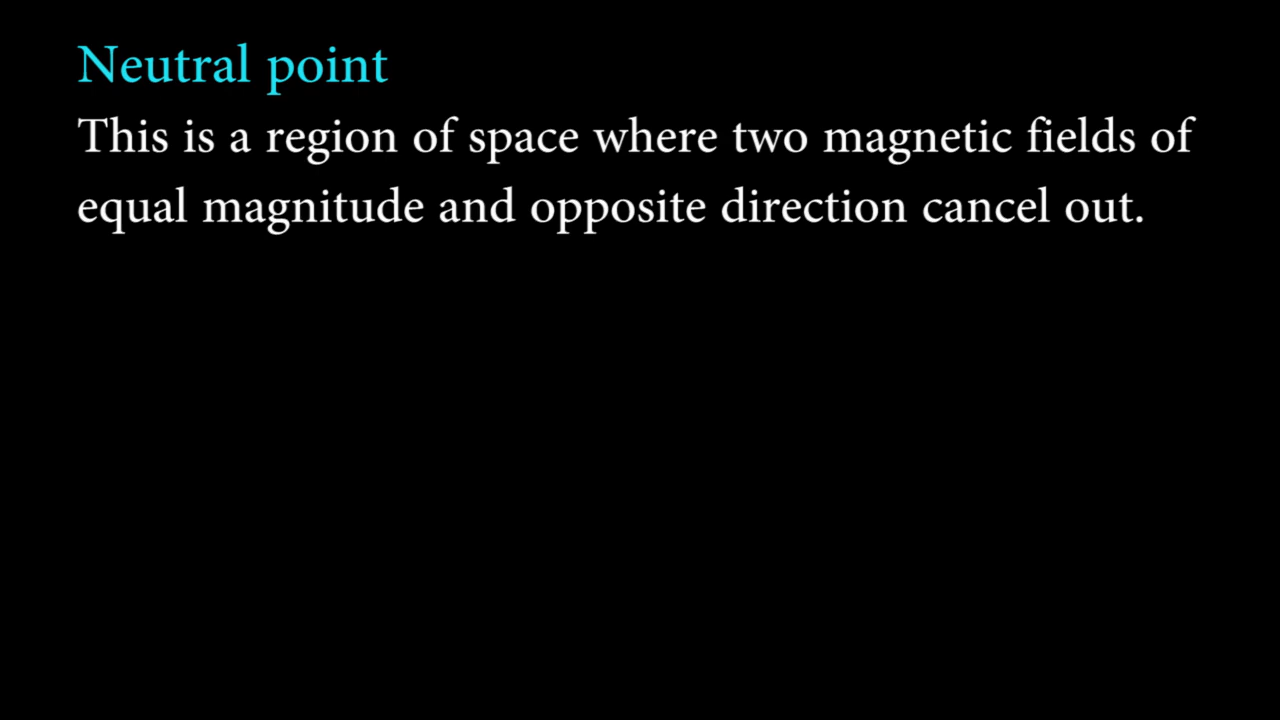 Neutral point
This is a region of space where two magnetic fields of
equal magnitude and opposite direction cancel out.